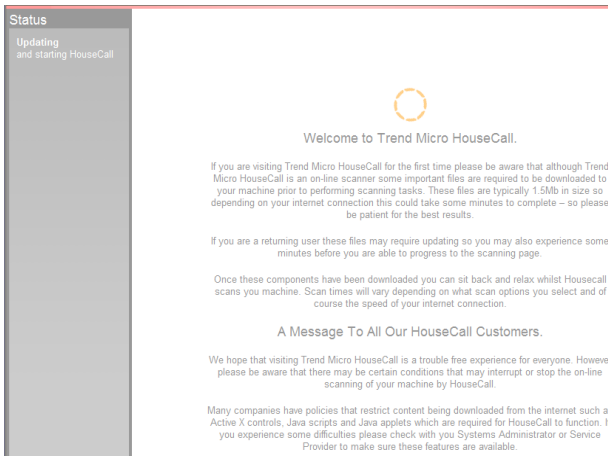 Status
Updating
and starting HouseCall
Welcome to Trend Micro HouseCall.
If you are visiting Trend Micro HouseCall for the first time please be aware that although Trend
Micro HouseCall is an on-line scanner some important files are required to be downloaded to
your machine prior to performing scanning tasks. These files are typically 1.5Mb in size so
depending on your internet connection this could take some minutes to complete – so please
be patient for the best results.
If you are a returning user these files may require updating so you may also experience some
minutes before you are able to progress to the scanning page
Once these components have been downloaded you can sit back and relax whilst Housecall
scans you machine. Scan times will vary depending on what scan options you select and of
course the speed of your internet connection.
A Message To All Our HouseCall Customers.
We hope that visiting Trend Micro HouseCall is a trouble free experience for everyone. Howeve
please be aware that there may be certain conditions that may interrupt or stop the on-line
scanning of your machine by HouseCall.
Many companies have policies that restrict content being downloaded from the internet such a
Active X controls, Java scripts and Java applets which are required for HouseCall to function. I
you experience some difficulties please check with you Systems Administrator or Service
Provider to make sure these features are available.